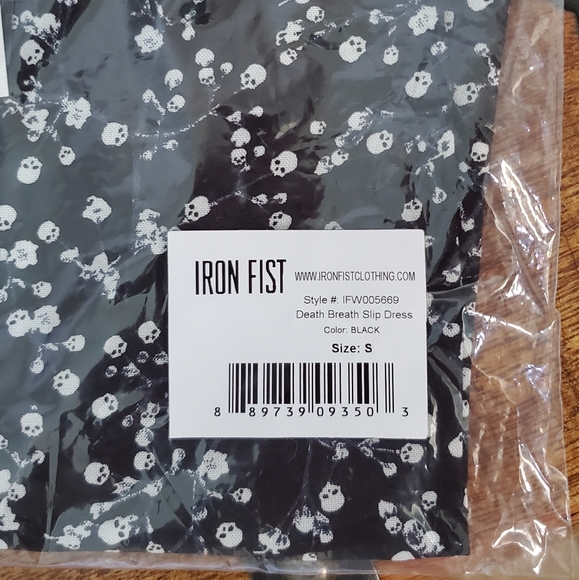 IRON FIST WWW.IRONFISTCLOTHING.COM
Style #: IFW005669
Death Breath Slip Dress
Color: BLACK
Size: S
8 89739 09350 3